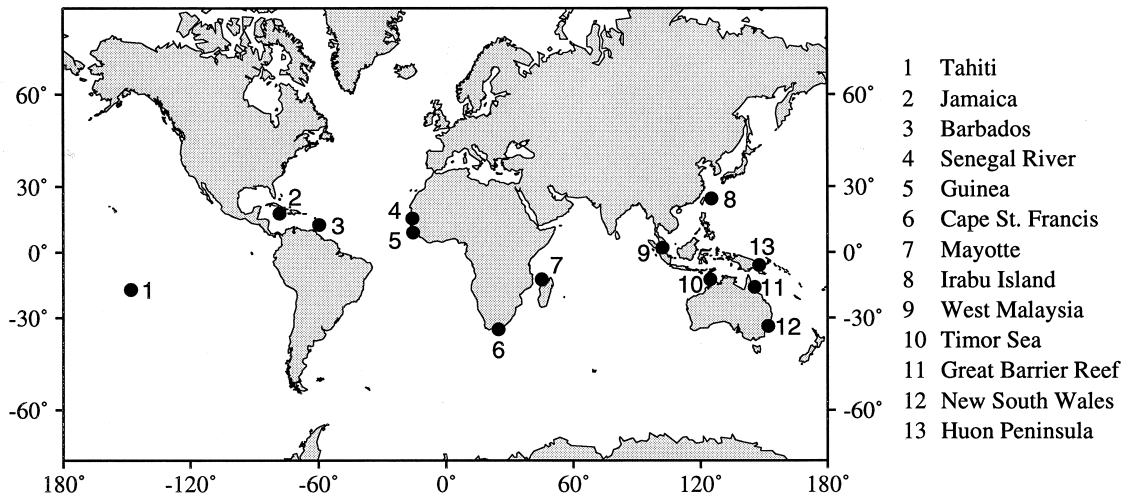 60˚
30˚
0˚
-30˚
-60˚
60˚
30˚
0˚
-30˚
-60˚
180˚ -120˚ -60˚ 0˚ 60˚ 120˚ 180˚
1
2
3
4
5
6
7
8
9
10
11
12
13
1 Tahiti
2 Jamaica
3 Barbados
4 Senegal River
5 Guinea
6 Cape St. Francis
7 Mayotte
8 Irabu Island
9 West Malaysia
10 Timor Sea
11 Great Barrier Reef
12 New South Wales
13 Huon Peninsula